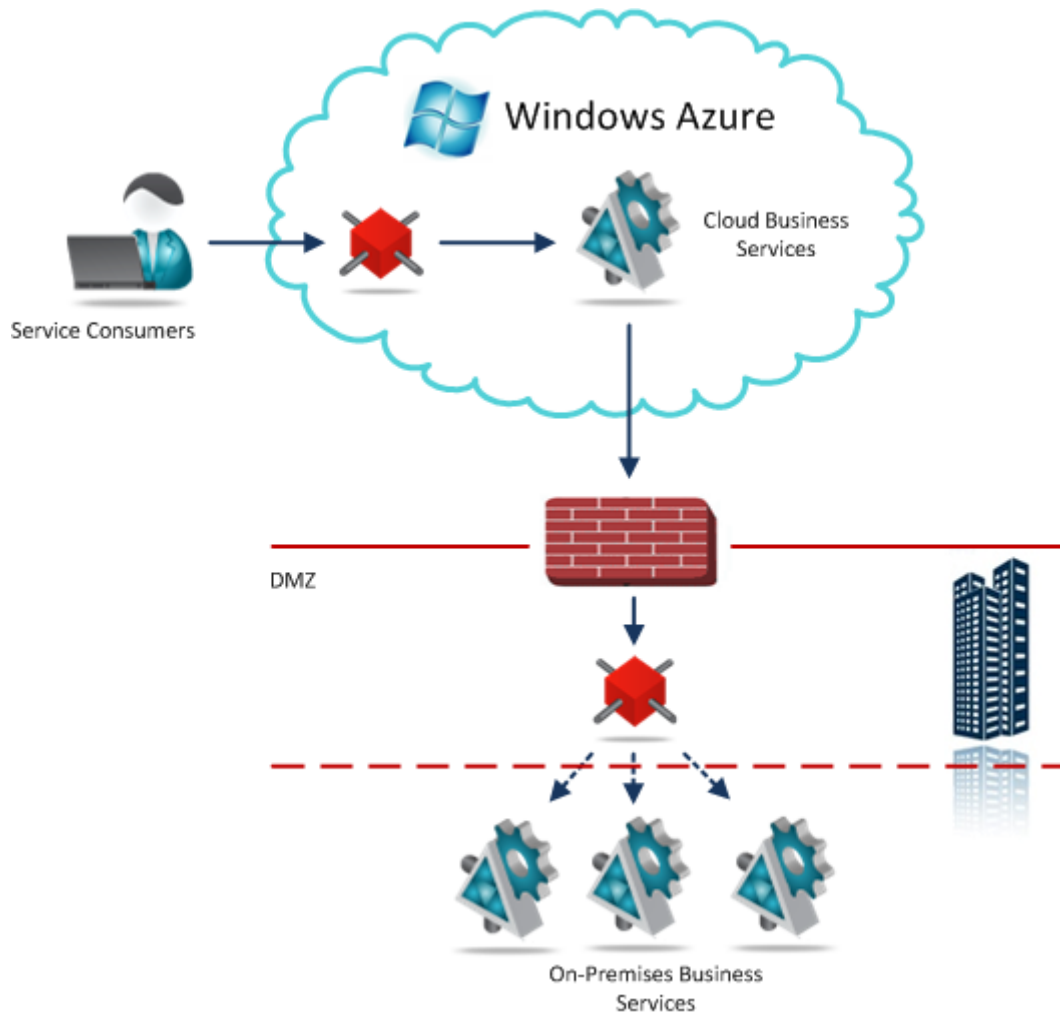 Windows Azure
Cloud Business
Services
Service Consumers
DMZ
On-Premises Business
Services